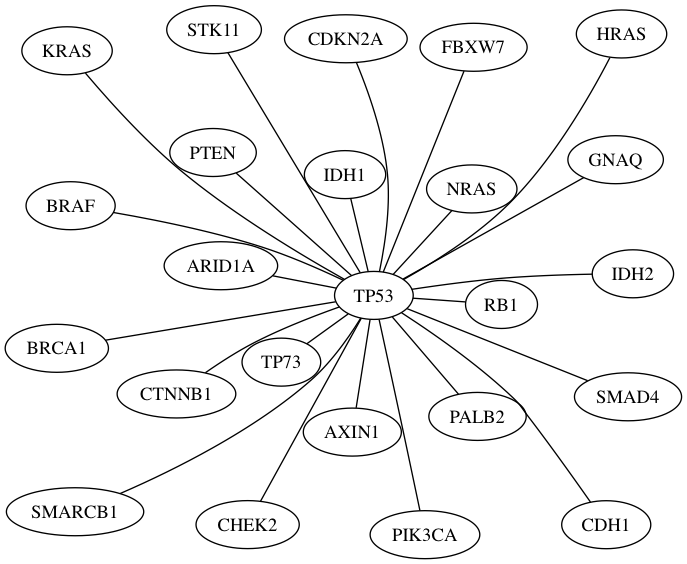 STK11
CDKN2A
HRAS
KRAS
FBXW7
PTEN
GNAQ
IDH1
NRAS
BRAF
ARID1A
IDH2
TP53
RB1
BRCA1
TP73
CTNNB1
SMAD4
PALB2
AXIN1
SMARCB1
CHEK2
CDH1
PIK3CA